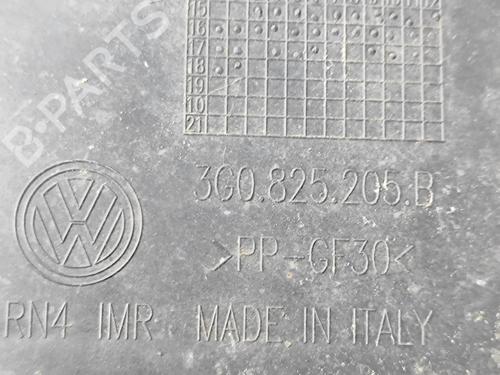 15
16
17
18
19
10
21
B-PARTS
3G0.825.205.B
>PP-GF30<
RN4 IMR MADE IN ITALY